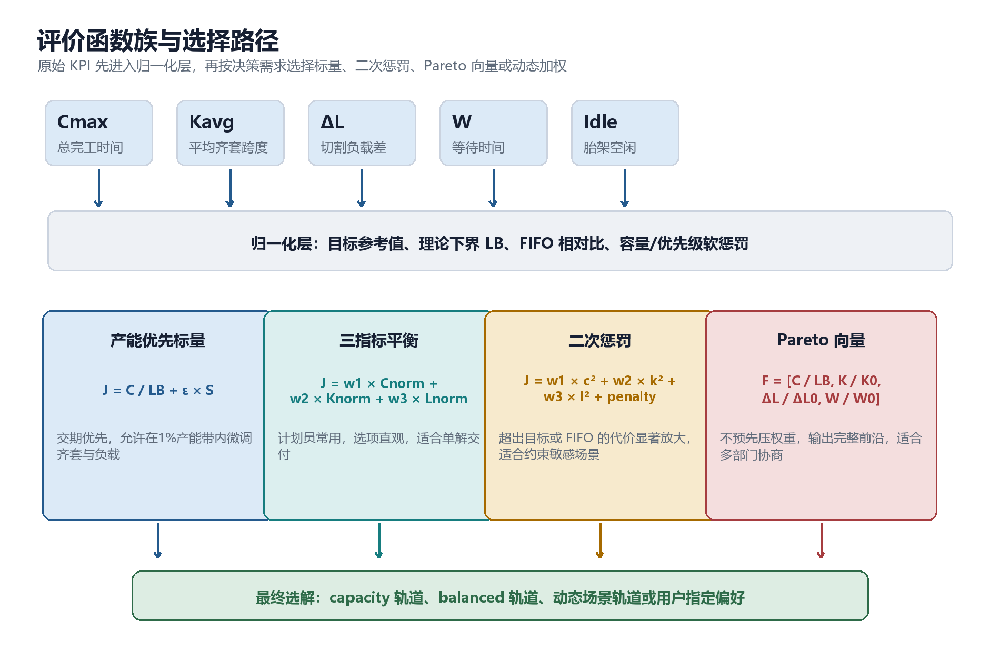 评价函数族与选择路径
原始 KPI 先进入归一化层，再按决策需求选择标量、二次惩罚、Pareto 向量或动态加权
Cmax
总完工时间
Kavg
平均齐套跨度
ΔL
切割负载差
W
等待时间
Idle
胎架空闲
归一化层：目标参考值、理论下界 LB、FIFO 相对比、容量/优先级软惩罚
产能优先标量
J = C / LB + ε × S
交期优先，允许在1%产能带内微调
齐套与负载
三指标平衡
J = w1 × Cnorm +
w2 × Knorm + w3 × Lnorm
计划员常用，选项直观，适合单解交
付
二次惩罚
J = w1 × c² + w2 × k² +
w3 × l² + penalty
超出目标或 FIFO 的代价显著放大，
适合约束敏感场景
Pareto 向量
F = [C / LB, K / K0,
ΔL / ΔL0, W / W0]
不预先压权重，输出完整前沿，适合
多部门协商
最终选解：capacity 轨道、balanced 轨道、动态场景轨道或用户指定偏好